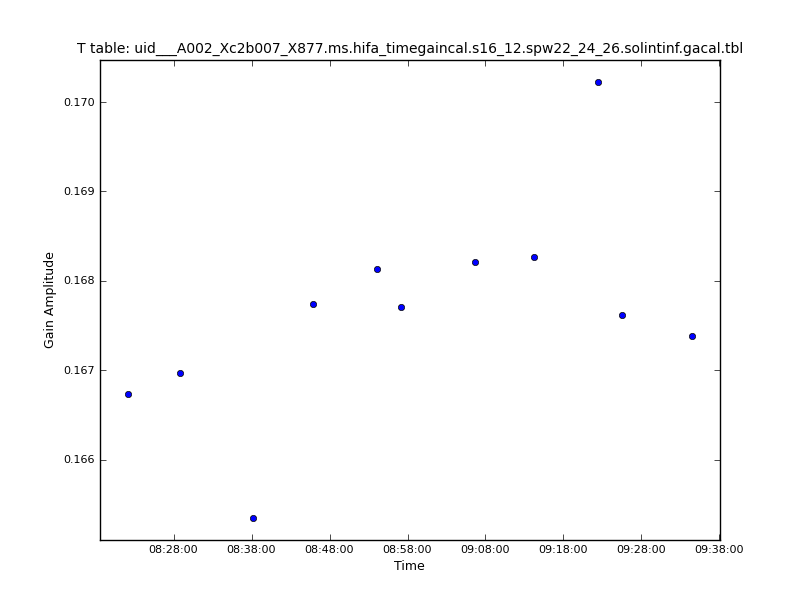 T table: uid___A002_Xc2b007_X877.ms.hifa_timegaincal.s16_12.spw22_24_26.solintinf.gacal.tbl
0.170
0.169
0.168
0.167
0.166
Gain Amplitude
08:28:00 08:38:00 08:48:00 08:58:00 09:08:00 09:18:00 09:28:00 09:38:00
Time